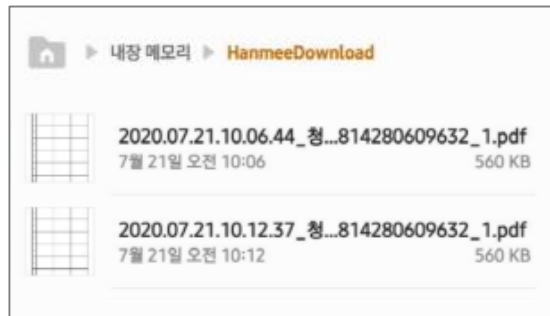 내장 메모리 HanmeeDownload
2020.07.21.10.06.44_청...814280609632_1.pdf
7월 21일 오전 10:06 560 KB
2020.07.21.10.12.37_청...814280609632_1.pdf
7월 21일 오전 10:12 560 KB